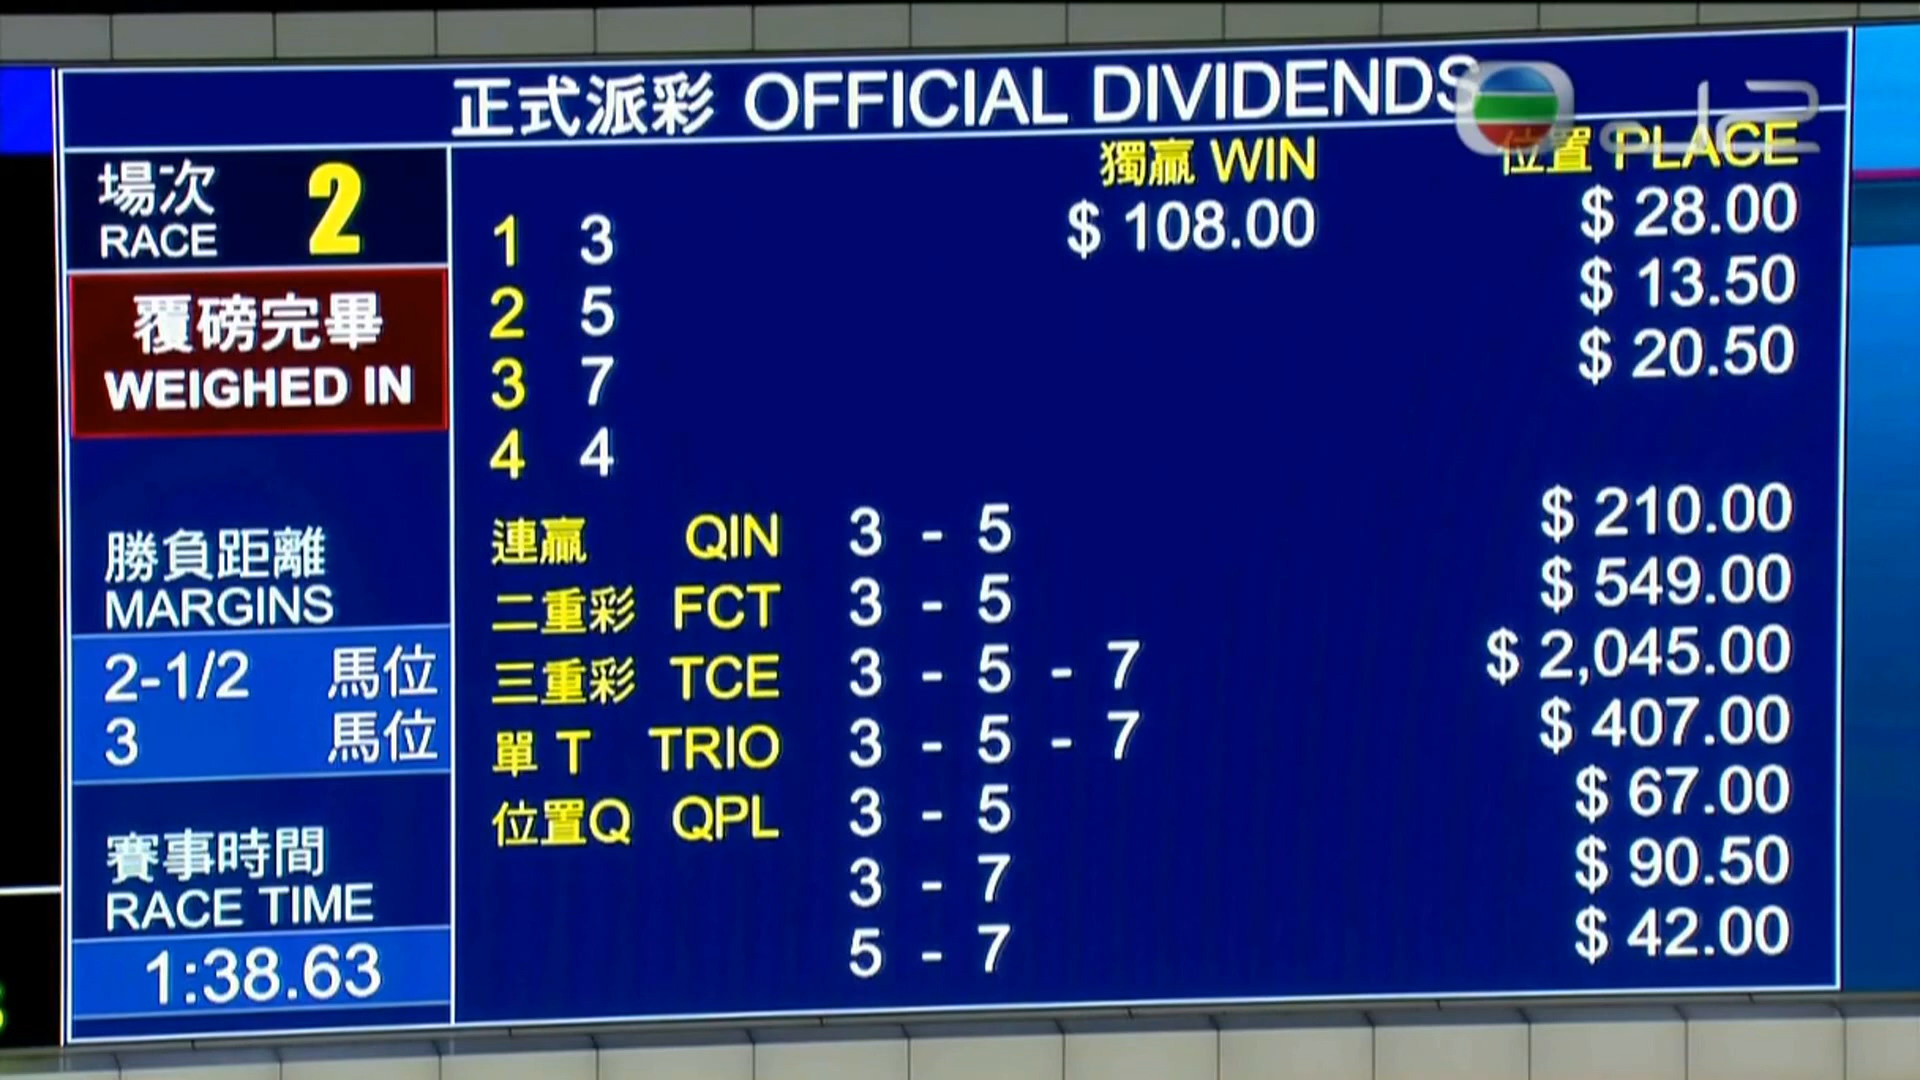 正式派彩 OFFICIAL DIVIDENDS
場次 RACE 2
覆磅完畢
WEIGHED IN
勝負距離
MARGINS
2-1/2 馬位
3 馬位
賽事時間
RACE TIME
1:38.63
獨贏 WIN 位置 PLACE
1 3 $ 108.00 $ 28.00
2 5 $ 13.50
3 7 $ 20.50
4 4
連贏 QIN 3 - 5 $ 210.00
二重彩 FCT 3 - 5 $ 549.00
三重彩 TCE 3 - 5 - 7 $ 2,045.00
單T TRIO 3 - 5 - 7 $ 407.00
位置Q QPL 3 - 5 $ 67.00
3 - 7 $ 90.50
5 - 7 $ 42.00